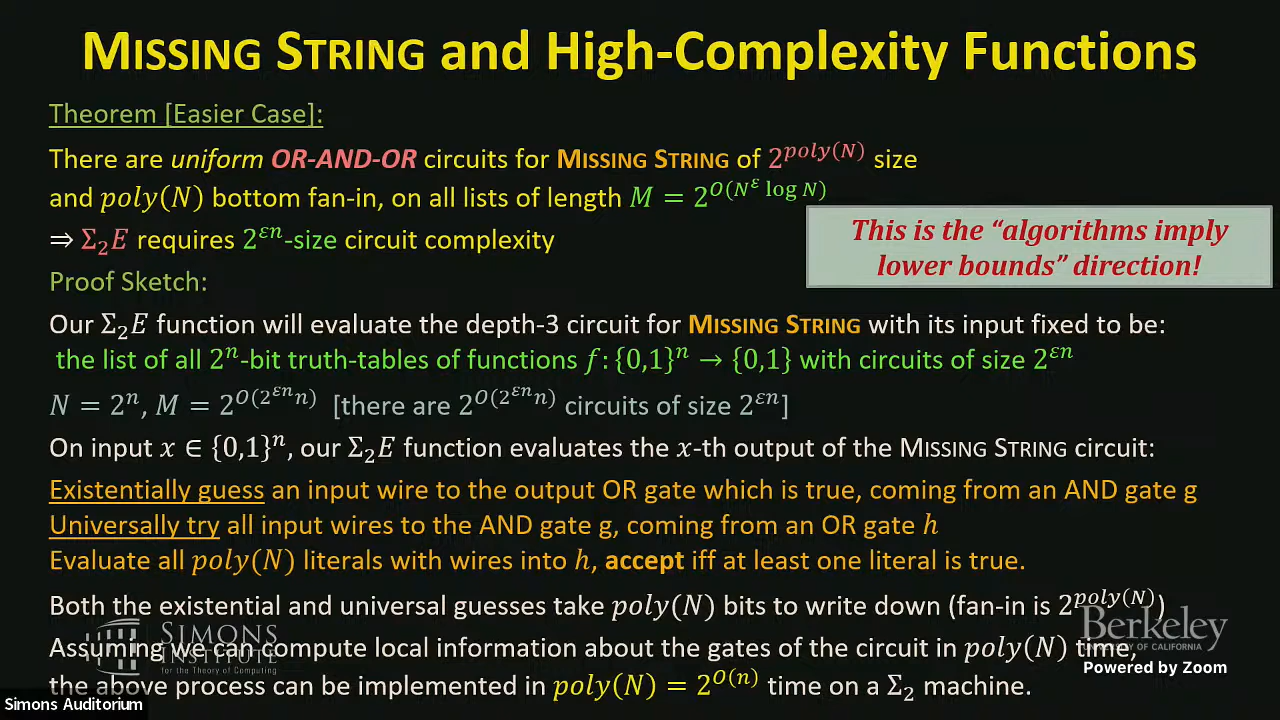 MISSING STRING and High-Complexity Functions
Theorem [Easier Case]:
There are uniform OR-AND-OR circuits for MISSING STRING of 2^{poly(N)} size
and poly(N) bottom fan-in, on all lists of length M = 2^{O(N^ε log N)}
⇒ Σ₂E requires 2^{εn}-size circuit complexity
This is the “algorithms imply
lower bounds” direction!
Proof Sketch:
Our Σ₂E function will evaluate the depth-3 circuit for MISSING STRING with its input fixed to be:
the list of all 2^n-bit truth-tables of functions f: {0,1}^n → {0,1} with circuits of size 2^{εn}
N = 2^n, M = 2^{O(2^{εn}n)} [there are 2^{O(2^{εn}n)} circuits of size 2^{εn}]
On input x ∈ {0,1}^n, our Σ₂E function evaluates the x-th output of the MISSING STRING circuit:
Existentially guess an input wire to the output OR gate which is true, coming from an AND gate g
Universally try all input wires to the AND gate g, coming from an OR gate h
Evaluate all poly(N) literals with wires into h, accept iff at least one literal is true.
Both the existential and universal guesses take poly(N) bits to write down (fan-in is 2^{poly(N)})
Assuming we can compute local information about the gates of the circuit in poly(N) time,
the above process can be implemented in poly(N) = 2^{O(n)} time on a Σ₂ machine.
SIMONS
INSTITUTE
for the Theory of Computing
Berkeley
UNIVERSITY OF CALIFORNIA
Powered by Zoom
Simons Auditorium